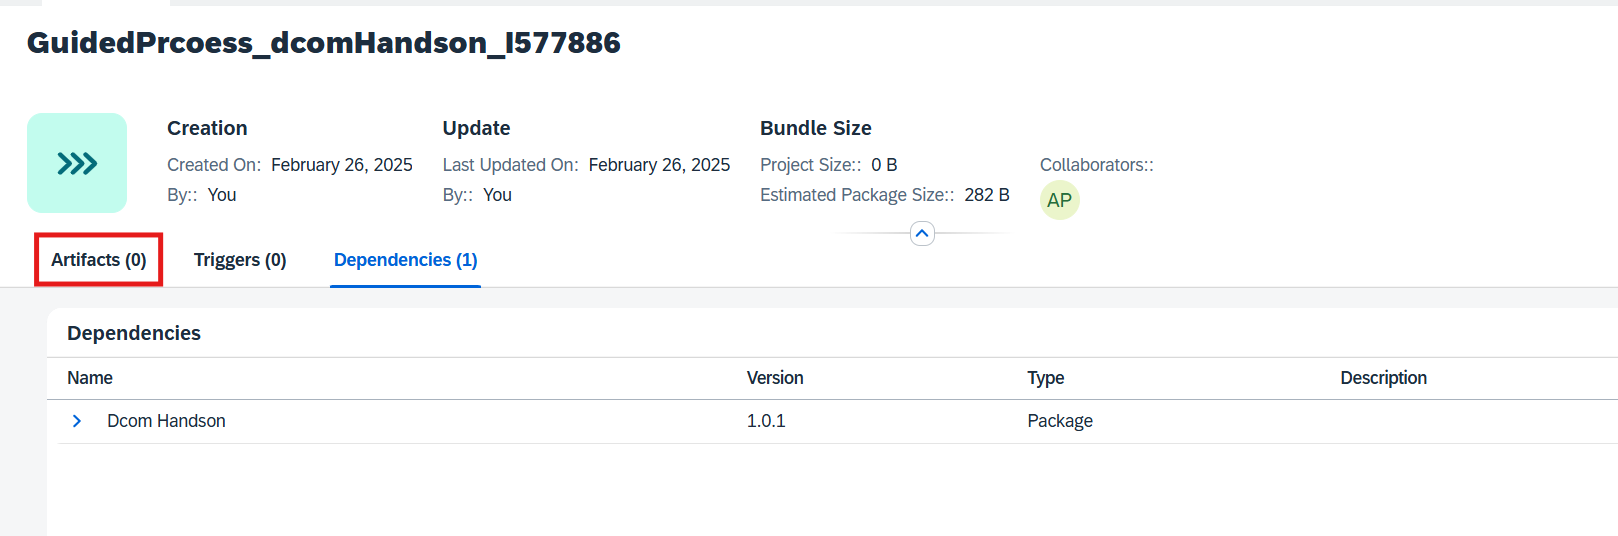 GuidedPrcoess_dcomHandson_I577886
Creation
Update
Bundle Size
Created On: February 26, 2025
Last Updated On: February 26, 2025
Project Size:: 0 B
Collaborators::
By:: You
By:: You
Estimated Package Size:: 282 B
AP
Artifacts (0)
Triggers (0)
Dependencies (1)
Dependencies
Name
Version
Type
Description
Dcom Handson
1.0.1
Package